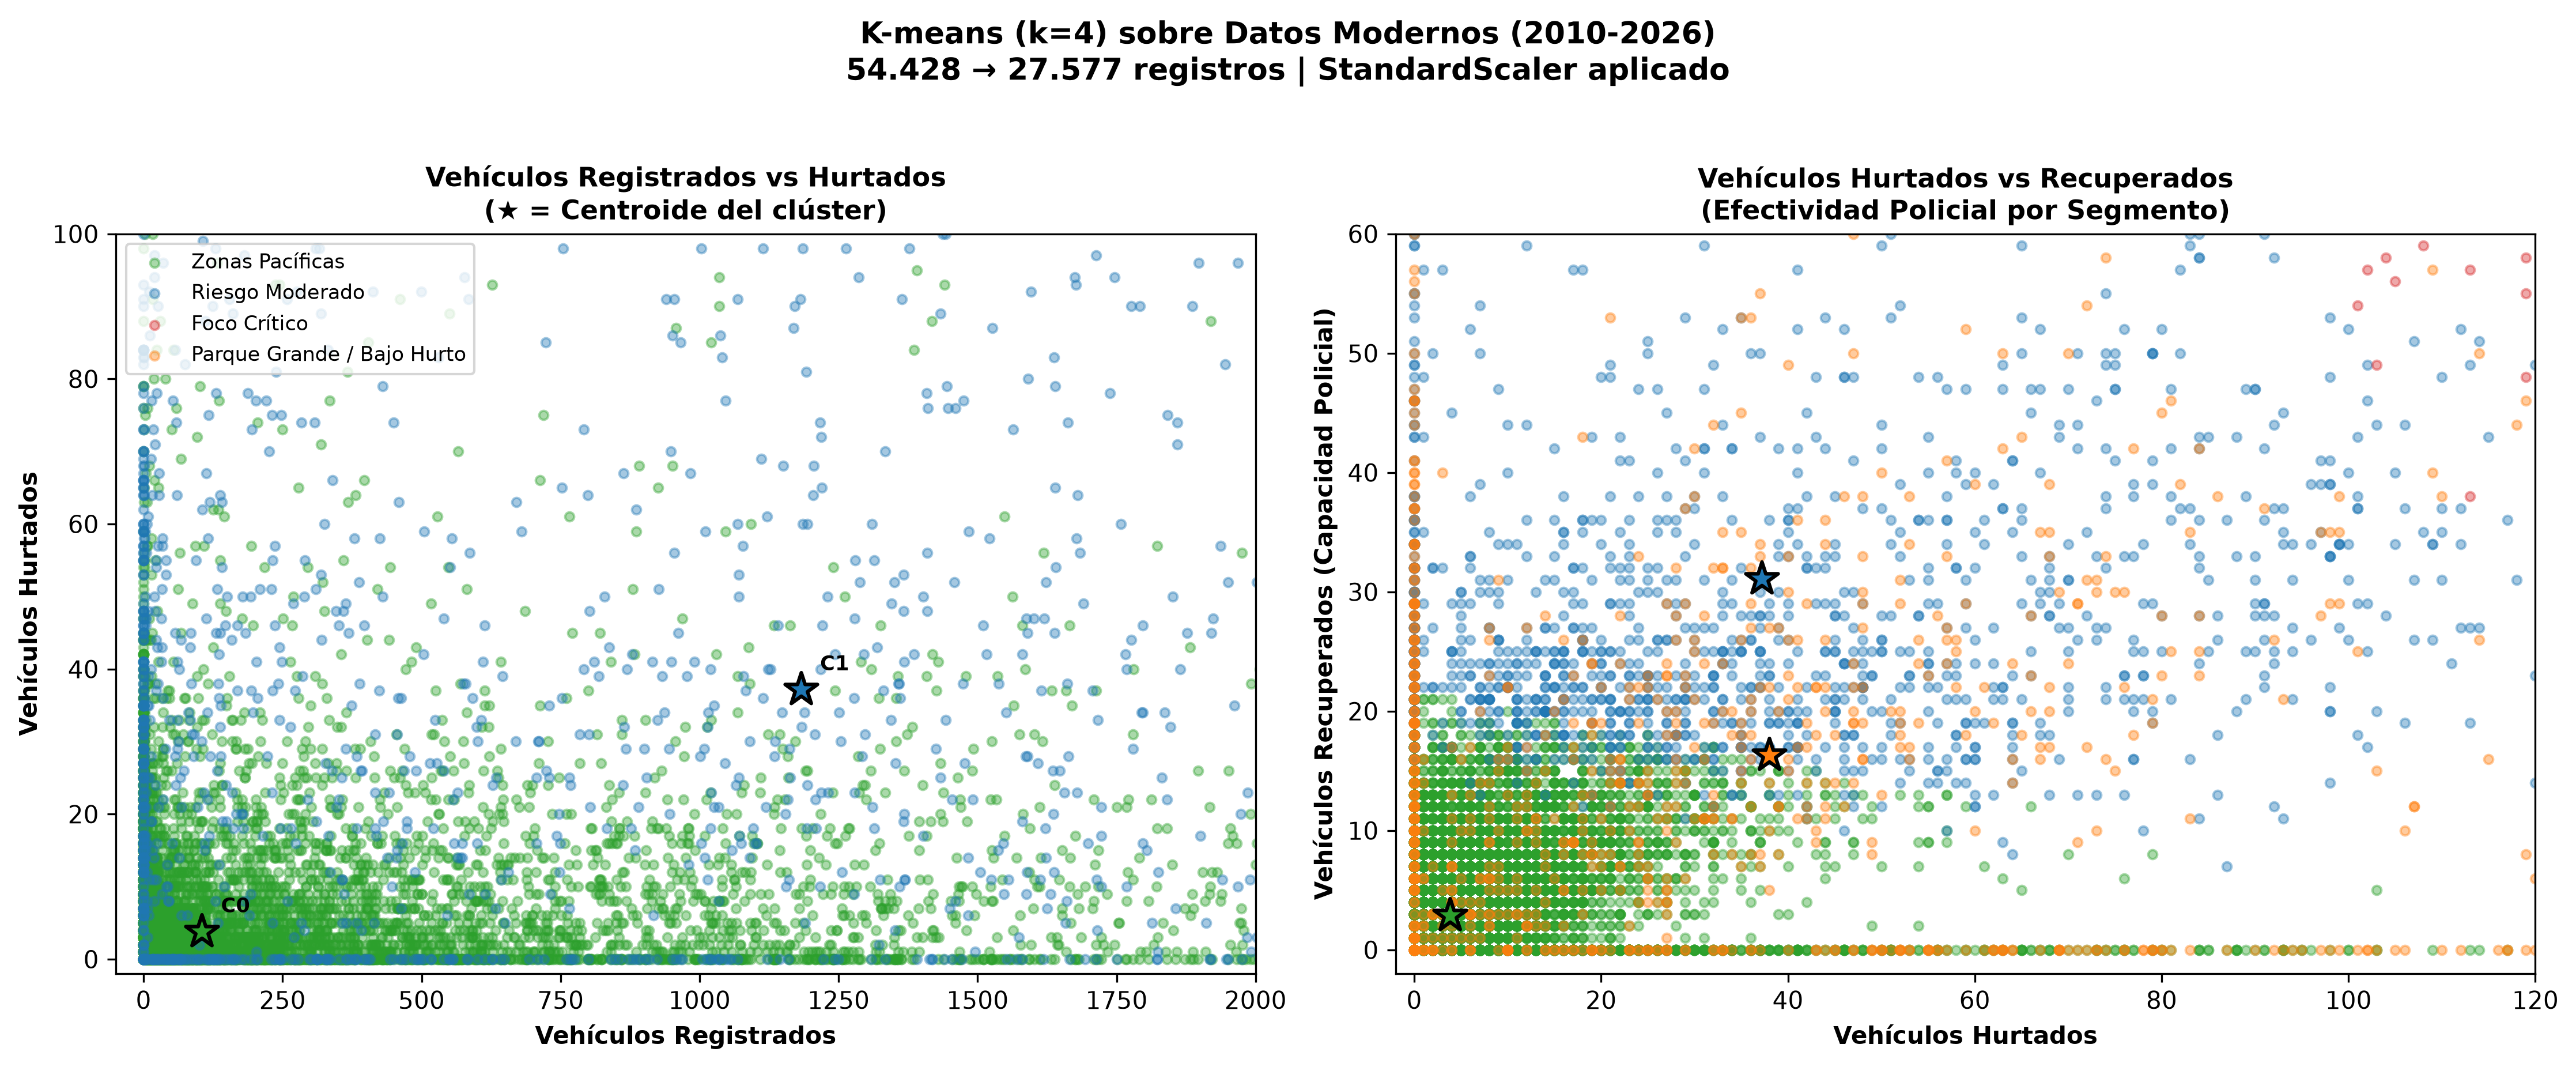 K-means (k=4) sobre Datos Modernos (2010-2026)
54.428 → 27.577 registros | StandardScaler aplicado
Vehículos Registrados vs Hurtados
(★ = Centroide del clúster)
Vehículos Hurtados
100
80
60
40
20
0
Zonas Pacíficas
Riesgo Moderado
Foco Crítico
Parque Grande / Bajo Hurto
C1
C0
0 250 500 750 1000 1250 1500 1750 2000
Vehículos Registrados
Vehículos Hurtados vs Recuperados
(Efectividad Policial por Segmento)
Vehículos Recuperados (Capacidad Policial)
60
50
40
30
20
10
0
0 20 40 60 80 100 120
Vehículos Hurtados